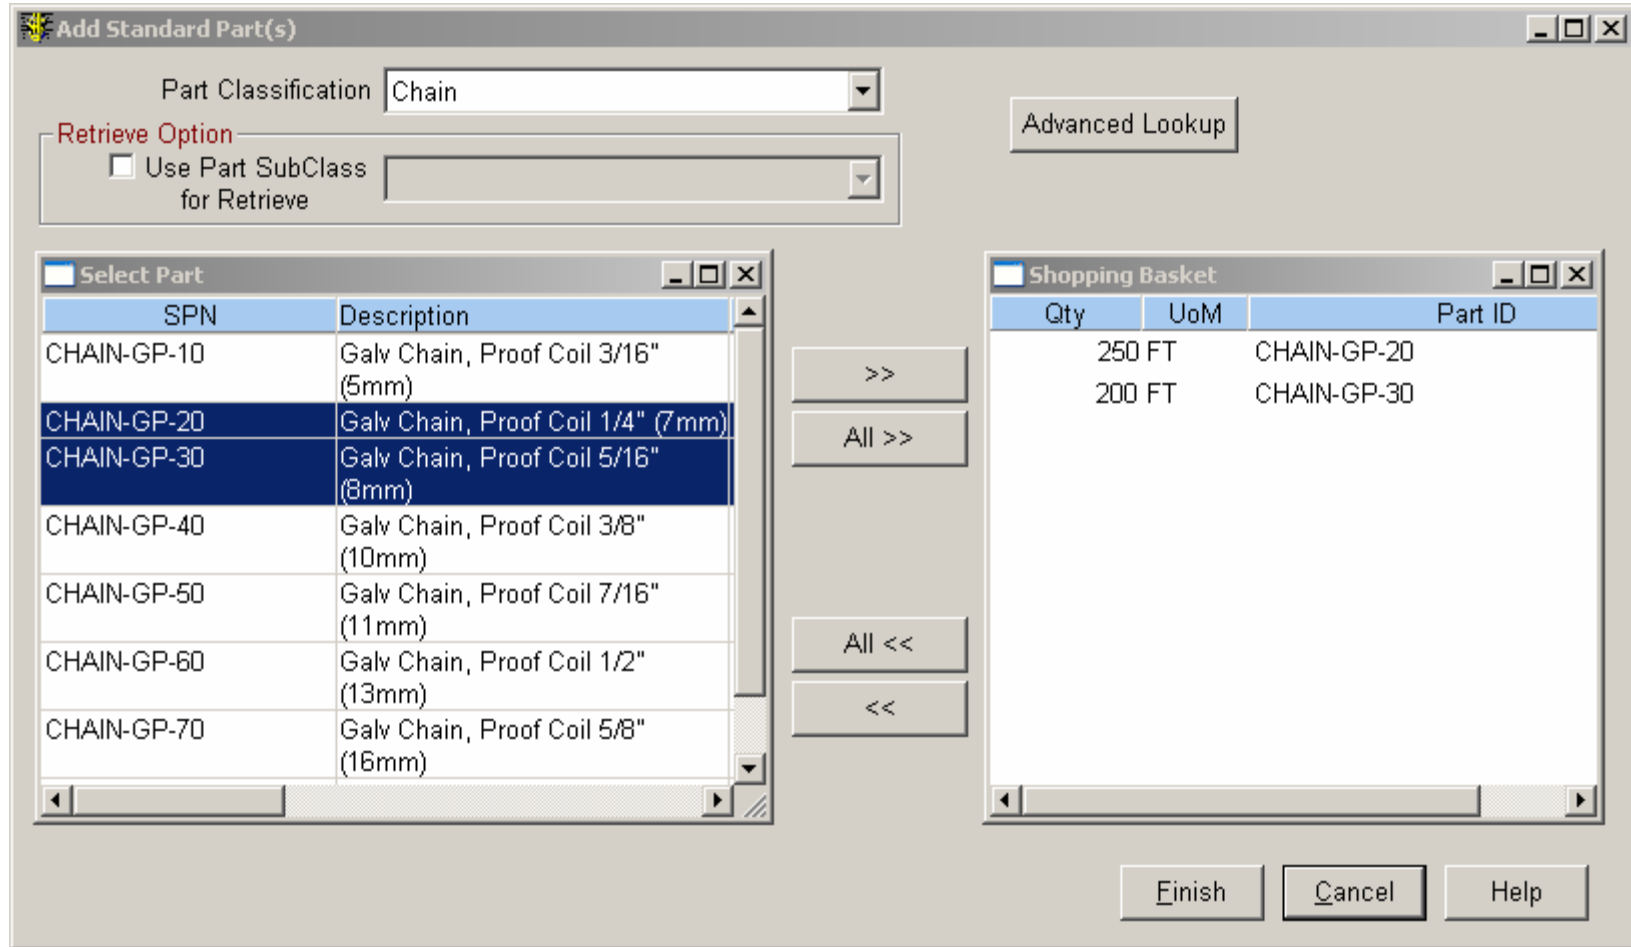 Add Standard Part(s)
Part Classification Chain
Advanced Lookup
Retrieve Option
Use Part SubClass
for Retrieve
Select Part
SPN Description
CHAIN-GP-10 Galv Chain, Proof Coil 3/16"
(5mm)
CHAIN-GP-20 Galv Chain, Proof Coil 1/4" (7mm)
CHAIN-GP-30 Galv Chain, Proof Coil 5/16"
(8mm)
CHAIN-GP-40 Galv Chain, Proof Coil 3/8"
(10mm)
CHAIN-GP-50 Galv Chain, Proof Coil 7/16"
(11mm)
CHAIN-GP-60 Galv Chain, Proof Coil 1/2"
(13mm)
CHAIN-GP-70 Galv Chain, Proof Coil 5/8"
(16mm)
>>
All >>
All <<
<<
Shopping Basket
Qty UoM Part ID
250 FT CHAIN-GP-20
200 FT CHAIN-GP-30
Finish Cancel Help